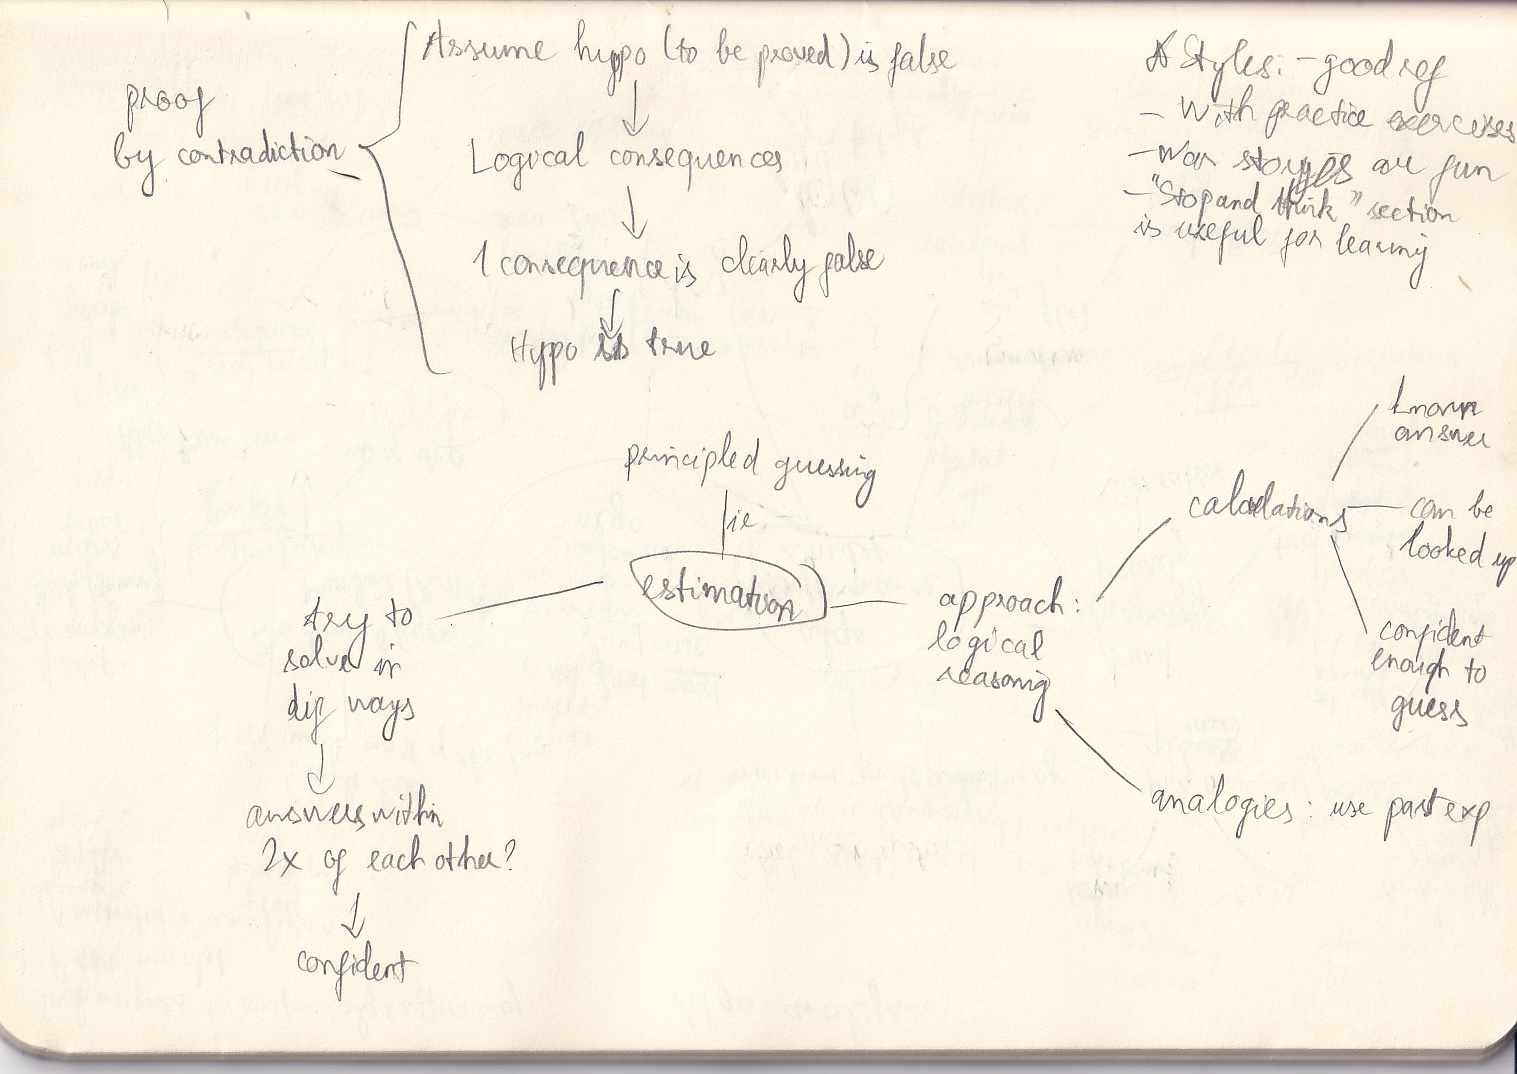 Assume hypo (to be proved) is false
proof
by contradiction
Logical consequences
1 consequence is clearly false
Hypo is true
Styles: - good ref
- With practice exercises
- War storyes are fun
- "Stop and think" section
is useful for learning
principled guessing
ie
estimation
try to
solve in
dif ways
answers within
2x of each other?
confident
approach:
logical
reasoning
calculations
known
answer
can be
looked up
confident
enough to
guess
analogies: use past exp